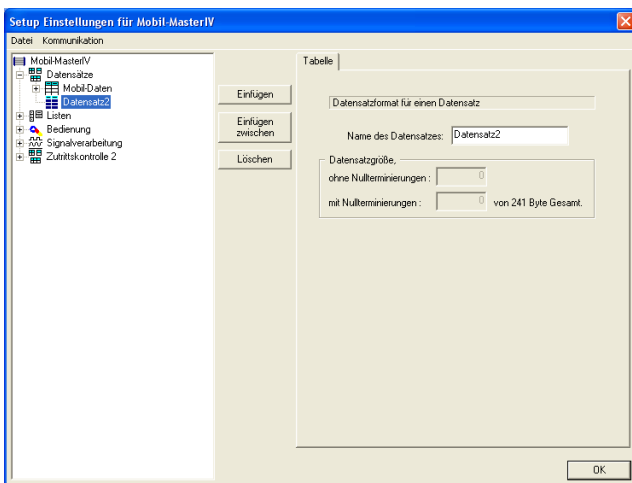 Setup Einstellungen für Mobil-MasterIV
Datei Kommunikation
Mobil-MasterIV
Datensätze
Mobil-Daten
Datensatz2
Listen
Bedienung
Signalverarbeitung
Zutrittskontrolle 2
Einfügen
Einfügen
zwischen
Löschen
Tabelle
Datensatzformat für einen Datensatz
Name des Datensatzes: Datensatz2
Datensatzgröße,
ohne Nullterminierungen : 0
mit Nullterminierungen : 0 von 241 Byte Gesamt.
OK